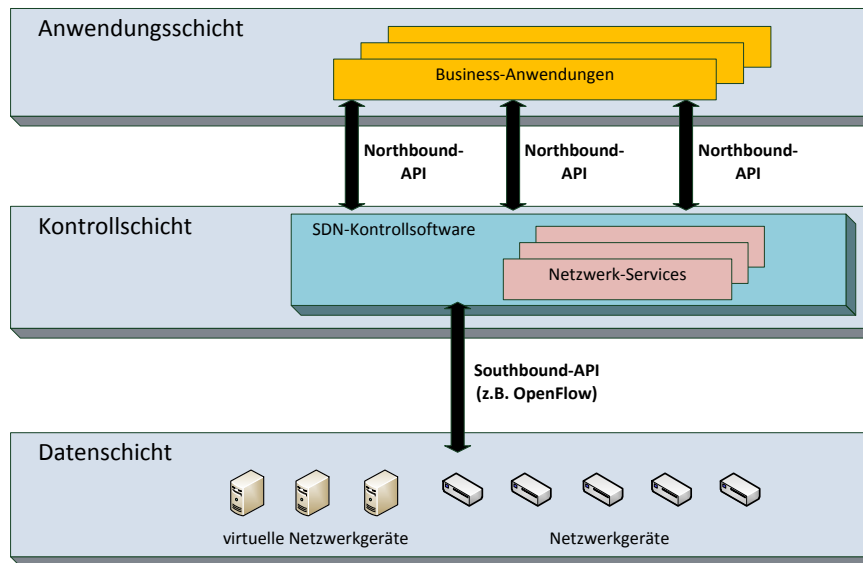 Anwendungsschicht
Business-Anwendungen
Northbound-
API
Northbound-
API
Northbound-
API
Kontrollschicht
SDN-Kontrollsoftware
Netzwerk-Services
Southbound-API
(z.B. OpenFlow)
Datenschicht
virtuelle Netzwerkgeräte
Netzwerkgeräte